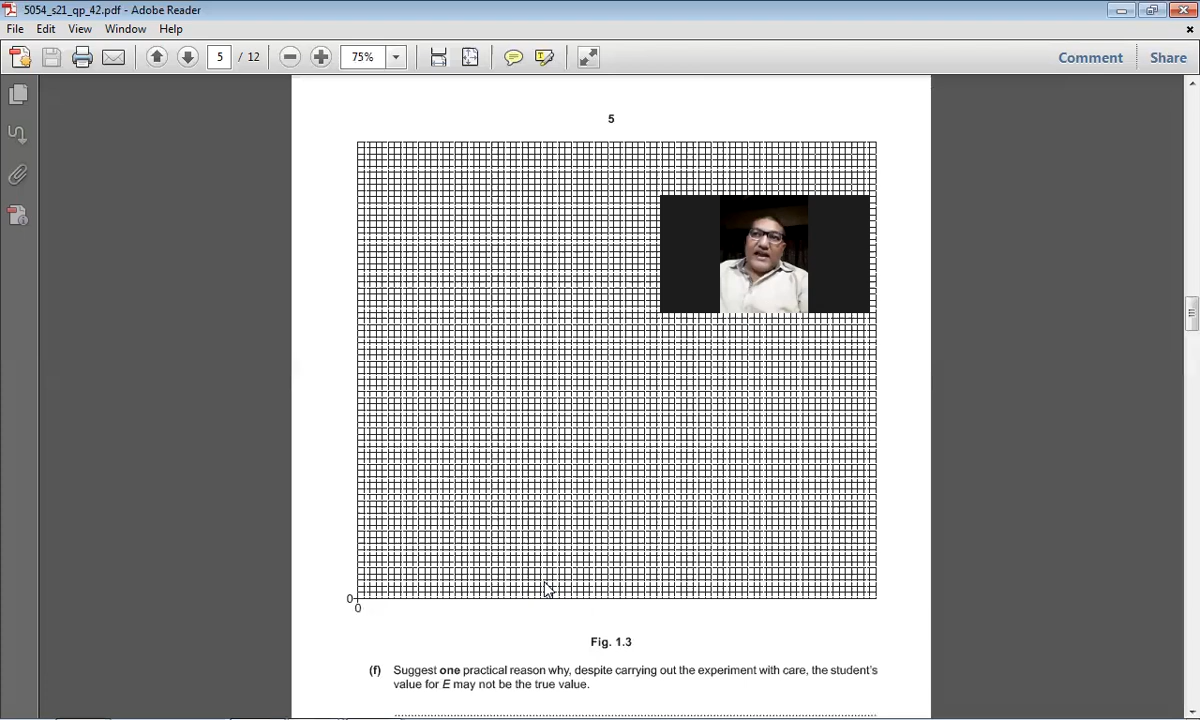 5054_s21_qp_42.pdf - Adobe Reader
File Edit View Window Help
5 / 12 75% Comment Share
5
0
0
Fig. 1.3
(f) Suggest one practical reason why, despite carrying out the experiment with care, the student's
value for E may not be the true value.